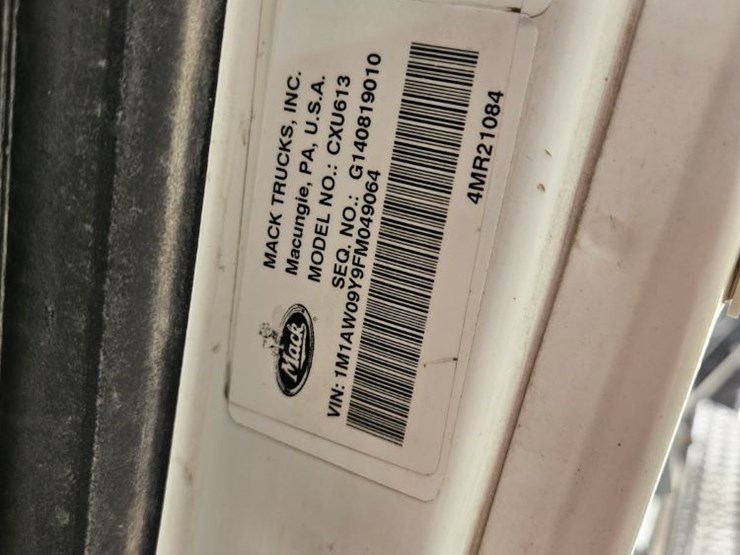 MACK TRUCKS, INC.
Macungie, PA, U.S.A.
MODEL NO.: CXU613
SEQ. NO.: G140819010
Mack
VIN: 1M1AW09Y9FM049064
4MR21084